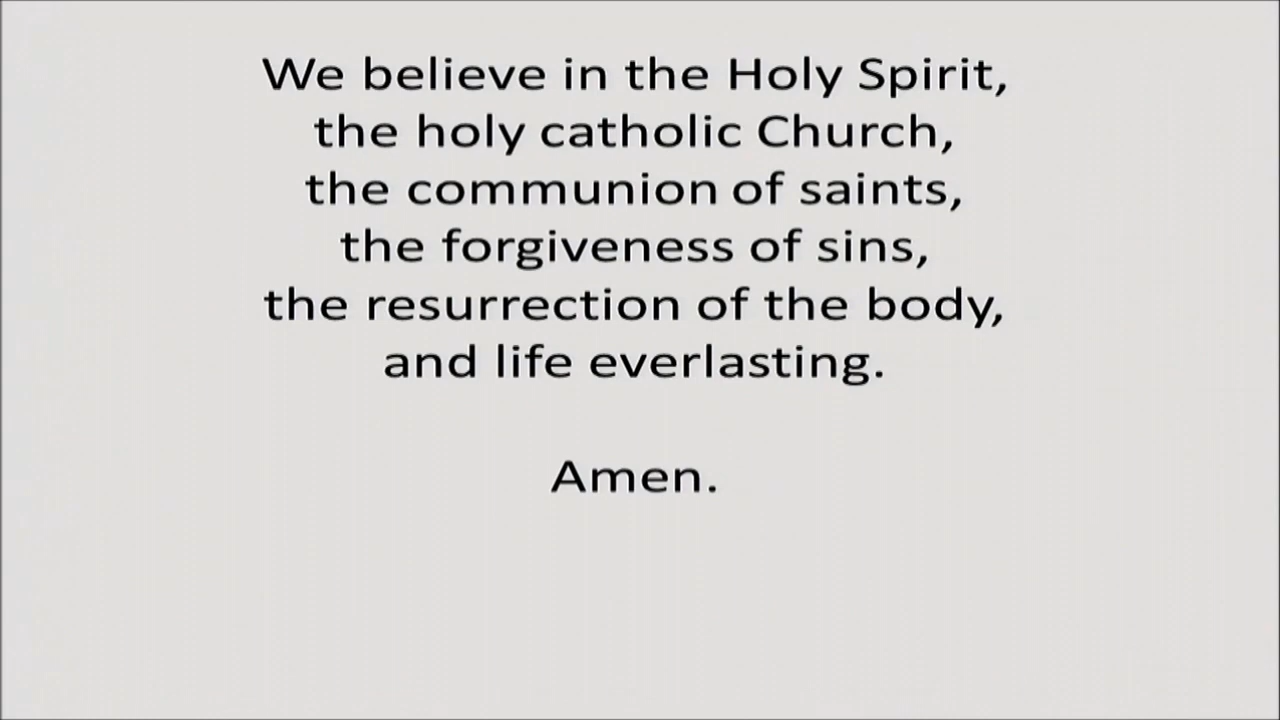 We believe in the Holy Spirit,
the holy catholic Church,
the communion of saints,
the forgiveness of sins,
the resurrection of the body,
and life everlasting.
Amen.